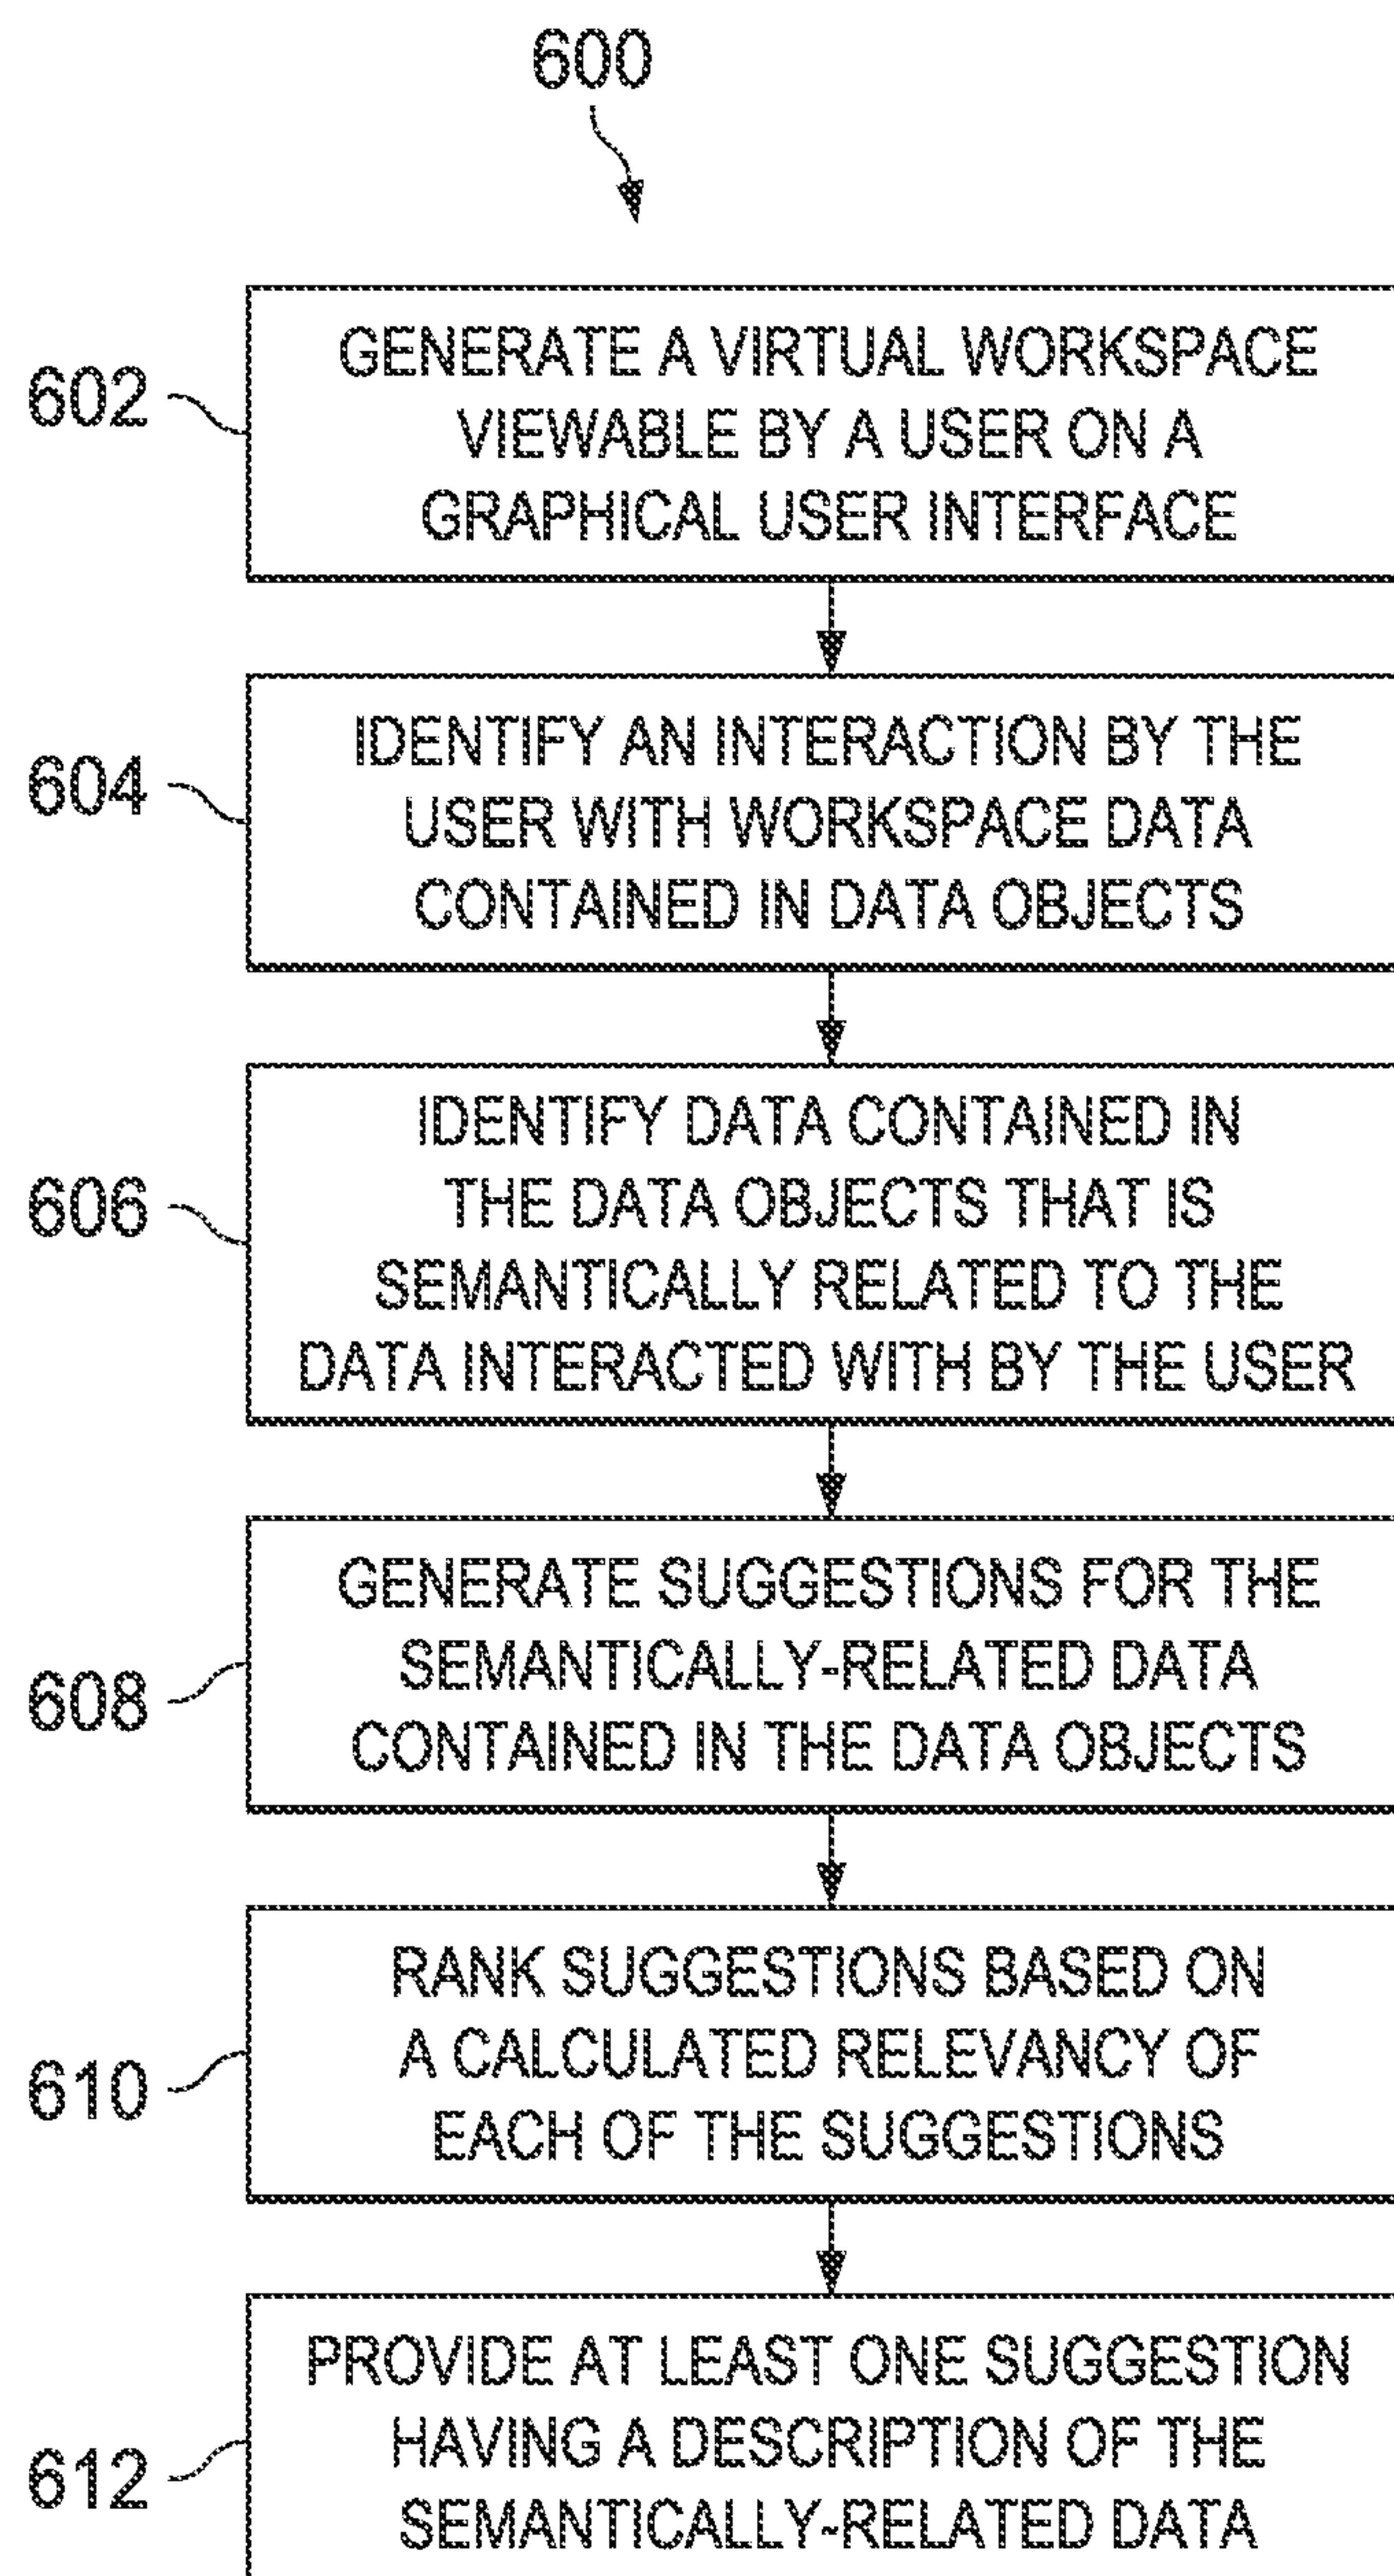 600
602
GENERATE A VIRTUAL WORKSPACE
VIEWABLE BY A USER ON A
GRAPHICAL USER INTERFACE
604
IDENTIFY AN INTERACTION BY THE
USER WITH WORKSPACE DATA
CONTAINED IN DATA OBJECTS
606
IDENTIFY DATA CONTAINED IN
THE DATA OBJECTS THAT IS
SEMANTICALLY RELATED TO THE
DATA INTERACTED WITH BY THE USER
608
GENERATE SUGGESTIONS FOR THE
SEMANTICALLY-RELATED DATA
CONTAINED IN THE DATA OBJECTS
610
RANK SUGGESTIONS BASED ON
A CALCULATED RELEVANCY OF
EACH OF THE SUGGESTIONS
612
PROVIDE AT LEAST ONE SUGGESTION
HAVING A DESCRIPTION OF THE
SEMANTICALLY-RELATED DATA